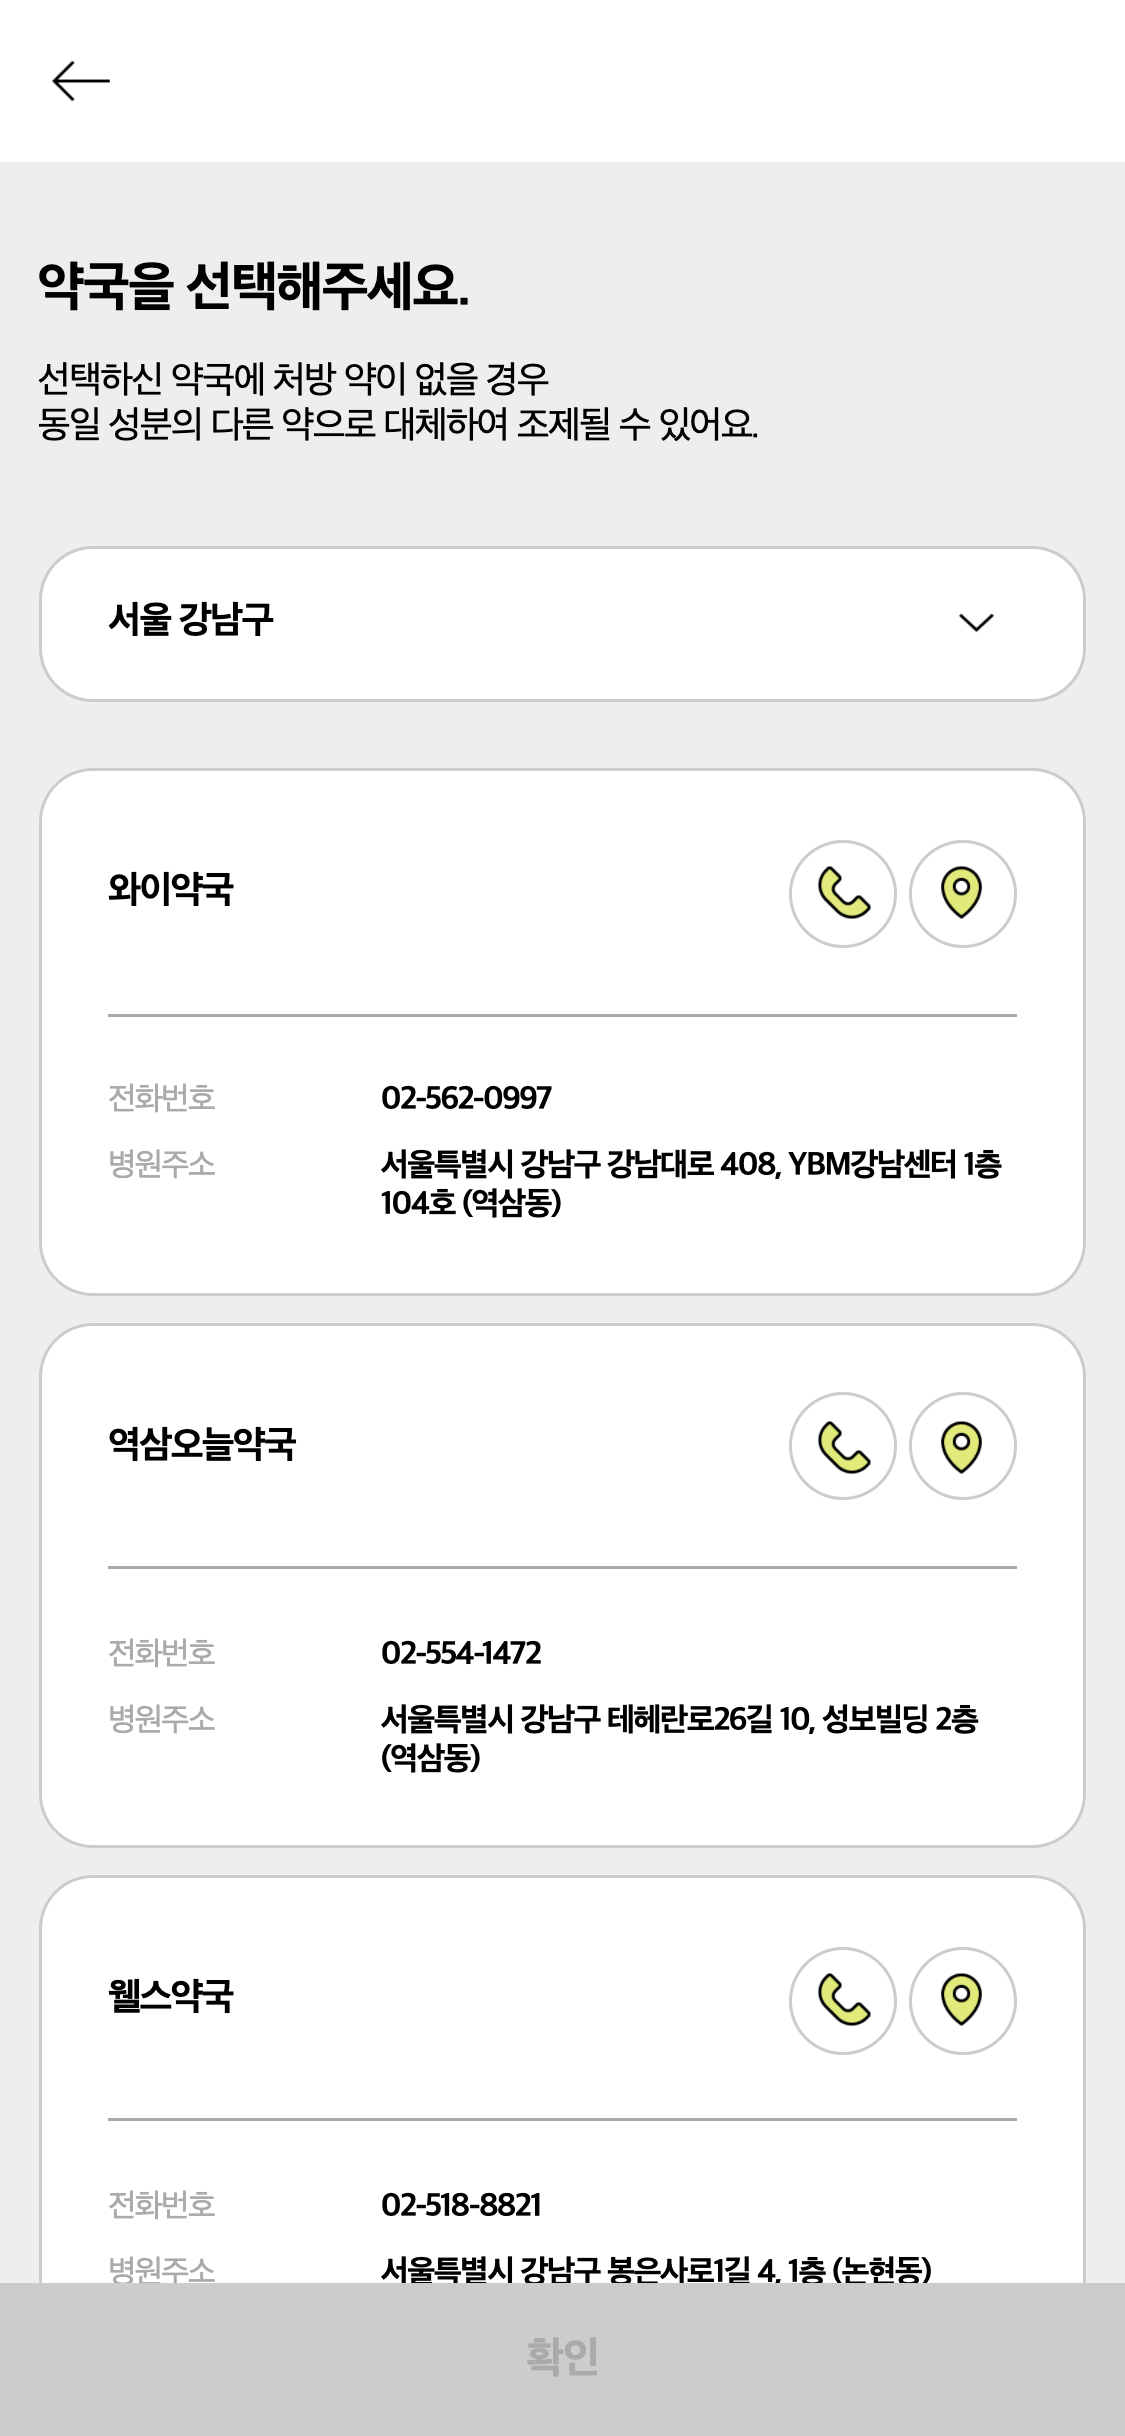 약국을 선택해주세요.
선택하신 약국에 처방 약이 없을 경우
동일 성분의 다른 약으로 대체하여 조제될 수 있어요.
서울 강남구
와이약국
전화번호 02-562-0997
병원주소 서울특별시 강남구 강남대로 408, YBM강남센터 1층
104호 (역삼동)
역삼오늘약국
전화번호 02-554-1472
병원주소 서울특별시 강남구 테헤란로26길 10, 성보빌딩 2층
(역삼동)
웰스약국
전화번호 02-518-8821
병원주소 서울특별시 강남구 봉은사로1길 4, 1층 (논현동)
확인